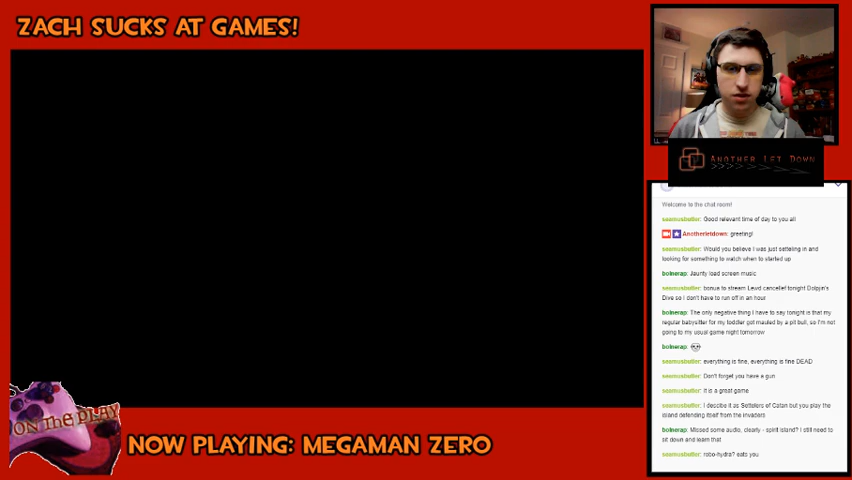 ZACH SUCKS AT GAMES!
ANOTHER LET DOWN
Welcome to the chat room!
seamusbutler: Good relevant time of day to you all
Anotherletdown: greeting!
seamusbutler: Would you believe I was just setteling in and
looking for something to watch when to started up
bolnerap: Jaunty load screen music
seamusbutler: bonus to stream Lewd cancellef tonight Dolpjin's
Dive so I don't have to run off in an hour
bolnerap: The only negative thing I have to say tonight is that my
regular babysitter for my toddler got mauled by a pit bull, so I'm not
going to my usual game night tomorrow
bolnerap:
seamusbutler: everything is fine, everything is fine DEAD
seamusbutler: Don't forget you have a gun
seamusbutler: It is a great game
seamusbutler: I descibe it as Settelers of Catan but you play the
island defending itself from the invaders
bolnerap: Missed some audio, clearly - spirit island? I still need to
sit down and learn that
seamusbutler: robo-hydra? eats you
ON THE PLAY
NOW PLAYING: MEGAMAN ZERO